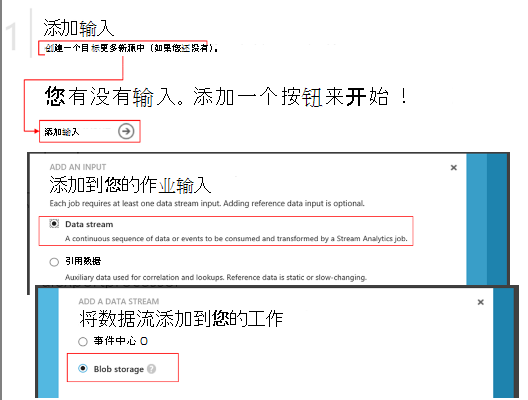 1
添加输入
创建一个目标更多新源中（如果您还没有）。
您有没有输入。添加一个按钮来开始！
添加输入
ADD AN INPUT
添加到您的作业输入
Each job requires at least one data stream input. Adding reference data input is optional.
Data stream
A continuous sequence of data or events to be consumed and transformed by a Stream Analytics job.
引用数据
Auxiliary data used for correlation and lookups. Reference data is static or slow-changing.
ADD A DATA STREAM
将数据流添加到您的工作
事件中心 O
Blob storage ?